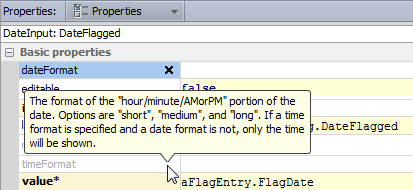 Properties: Properties
DateInput: DateFlagged
Basic properties
dateFormat
editable false
The format of the "hour/minute/AMorPM" portion of the
date. Options are "short", "medium", and "long". If a time
format is specified and a date format is not, only the time
will be shown.
g.DateFlagged
timeFormat
value* aFlagEntry.FlagDate